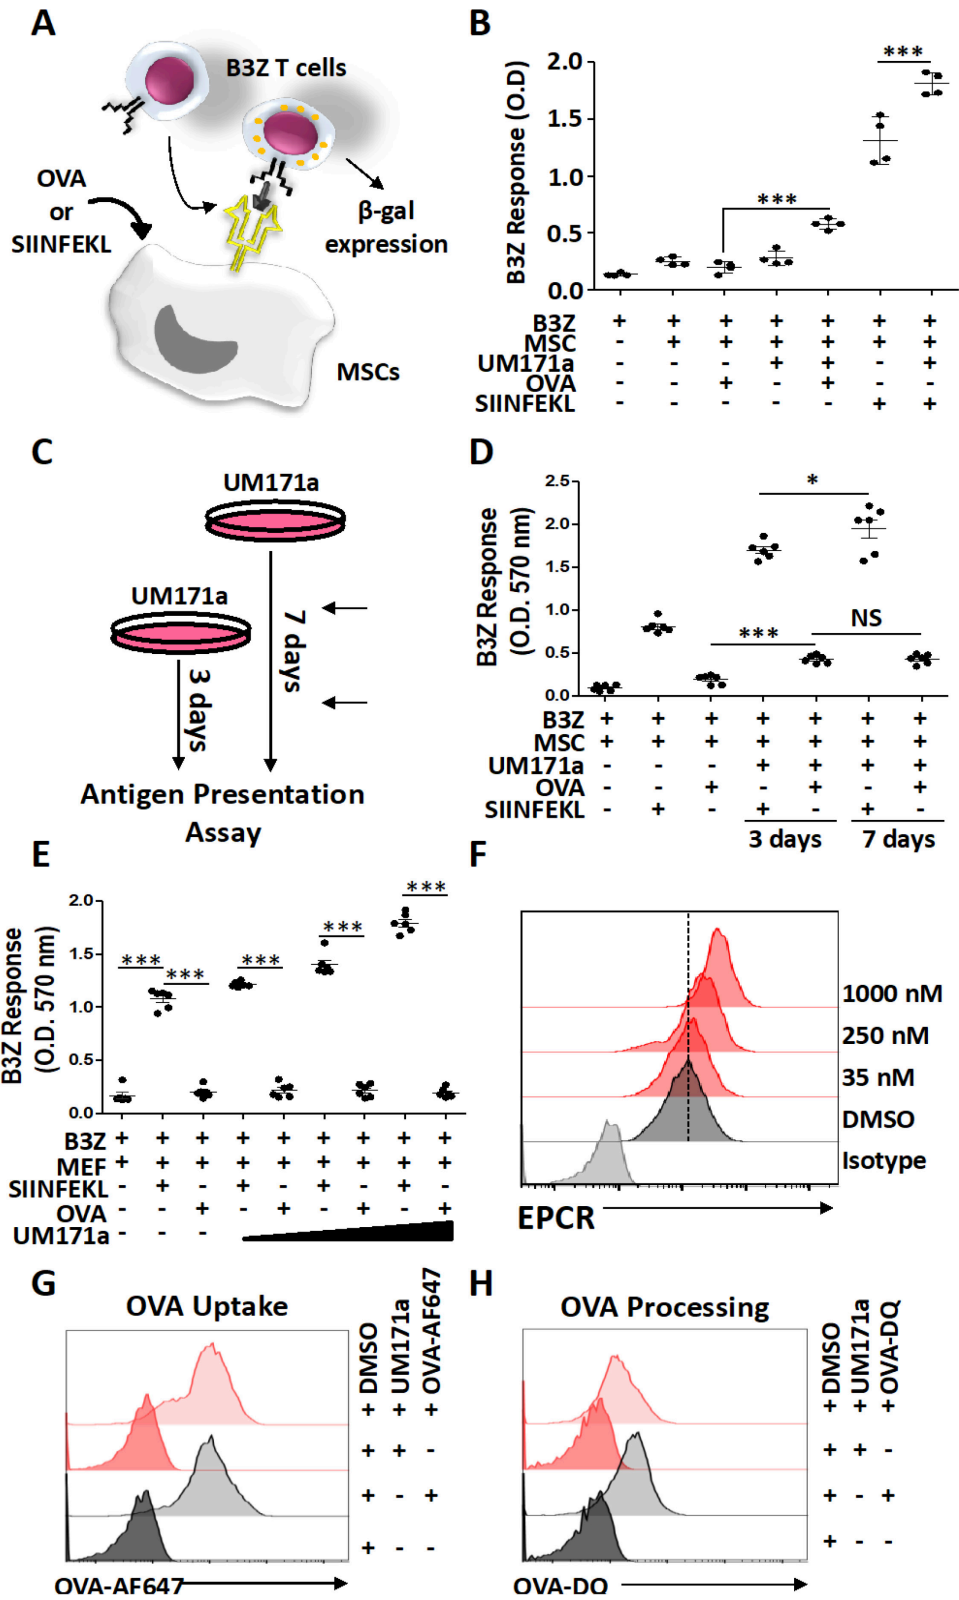 A
B3Z T cells
OVA
or
SIINFEKL
β-gal
expression
MSCs
B
B3Z Response (O.D)
2.0
1.5
1.0
0.5
0.0
***
***
B3Z + + + + + + +
MSC - + + + + + +
UM171a - - - + + - +
OVA - - + - + - -
SIINFEKL - - - - - + +
C
UM171a
UM171a
7 days
3 days
Antigen Presentation
Assay
D
B3Z Response
(O.D. 570 nm)
2.5
2.0
1.5
1.0
0.5
0.0
*
***
NS
B3Z + + + + + + +
MSC + + + + + + +
UM171a - - - + + + +
OVA - - + - + - +
SIINFEKL - + - + - + -
3 days 7 days
E
B3Z Response
(O.D. 570 nm)
2.0
1.5
1.0
0.5
0.0
*** *** *** *** ***
B3Z + + + + + + + + +
MEF + + + + + + + + +
SIINFEKL - + - + - + - + -
OVA - - + - + - + - +
UM171a - - -
F
1000 nM
250 nM
35 nM
DMSO
Isotype
EPCR
G
OVA Uptake
DMSO
UM171a
OVA-AF647
+ + +
+ + -
+ - +
+ - -
OVA-AF647
H
OVA Processing
DMSO
UM171a
OVA-DQ
+ + +
+ + -
+ - +
+ - -
OVA-DQ